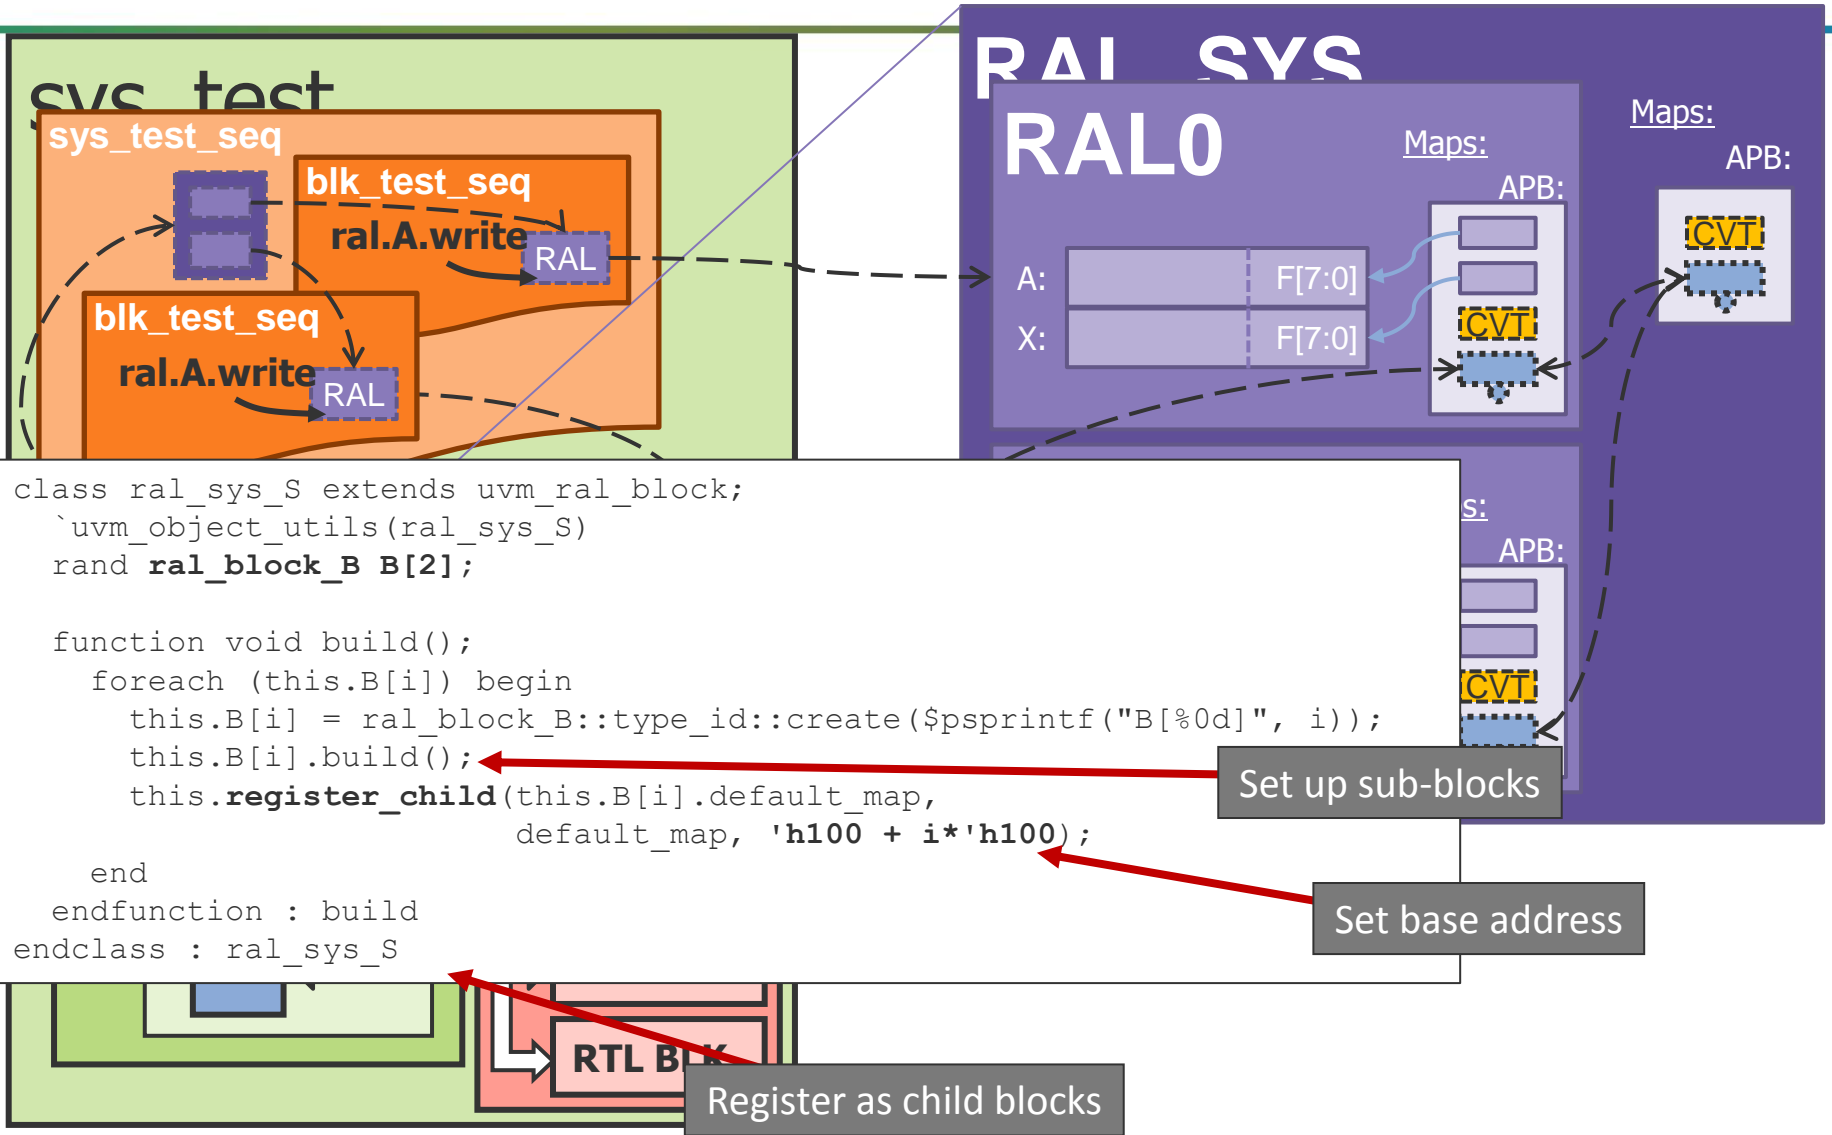 sys_test
sys_test_seq
blk_test_seq
ral.A.write
RAL
blk_test_seq
ral.A.write
RAL
RAL_SYS
RAL0
Maps:
APB:
A:
F[7:0]
X:
F[7:0]
CVT
Maps:
APB:
CVT
s:
APB:
CVT
class ral_sys_S extends uvm_ral_block;
`uvm_object_utils(ral_sys_S)
rand ral_block_B B[2];
function void build();
foreach (this.B[i]) begin
this.B[i] = ral_block_B::type_id::create($psprintf("B[%0d]", i));
this.B[i].build();
this.register_child(this.B[i].default_map,
default_map, 'h100 + i*'h100);
end
endfunction : build
endclass : ral_sys_S
Set up sub-blocks
Set base address
RTL BLK
Register as child blocks